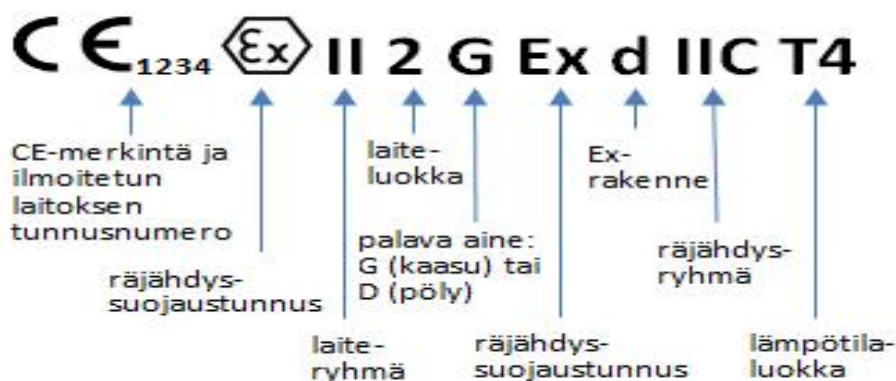 CE1234 Ex II 2 G Ex d IIC T4
CE-merkintä ja
ilmoitetun
laitoksen
tunnusnumero
räjähdys-
suojaustunnus
laite-
ryhmä
laite-
luokka
palava aine:
G (kaasu) tai
D (pöly)
räjähdys-
suojaustunnus
Ex-
rakenne
räjähdys-
ryhmä
lämpötila-
luokka